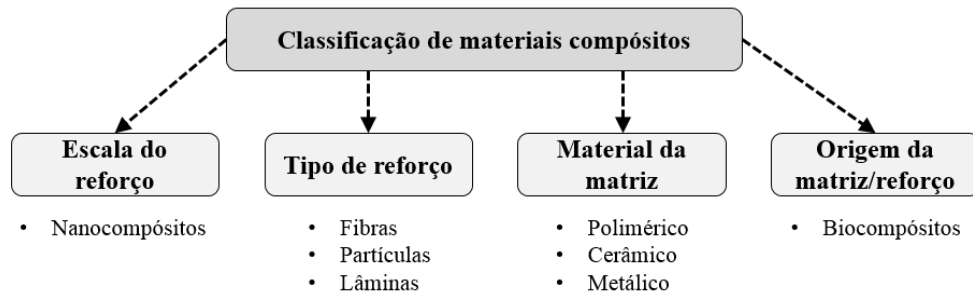 Classificação de materiais compósitos
Escala do
reforço
• Nanocompósitos
Tipo de reforço
• Fibras
• Partículas
• Lâminas
Material da
matriz
• Polimérico
• Cerâmico
• Metálico
Origem da
matriz/reforço
• Biocompósitos